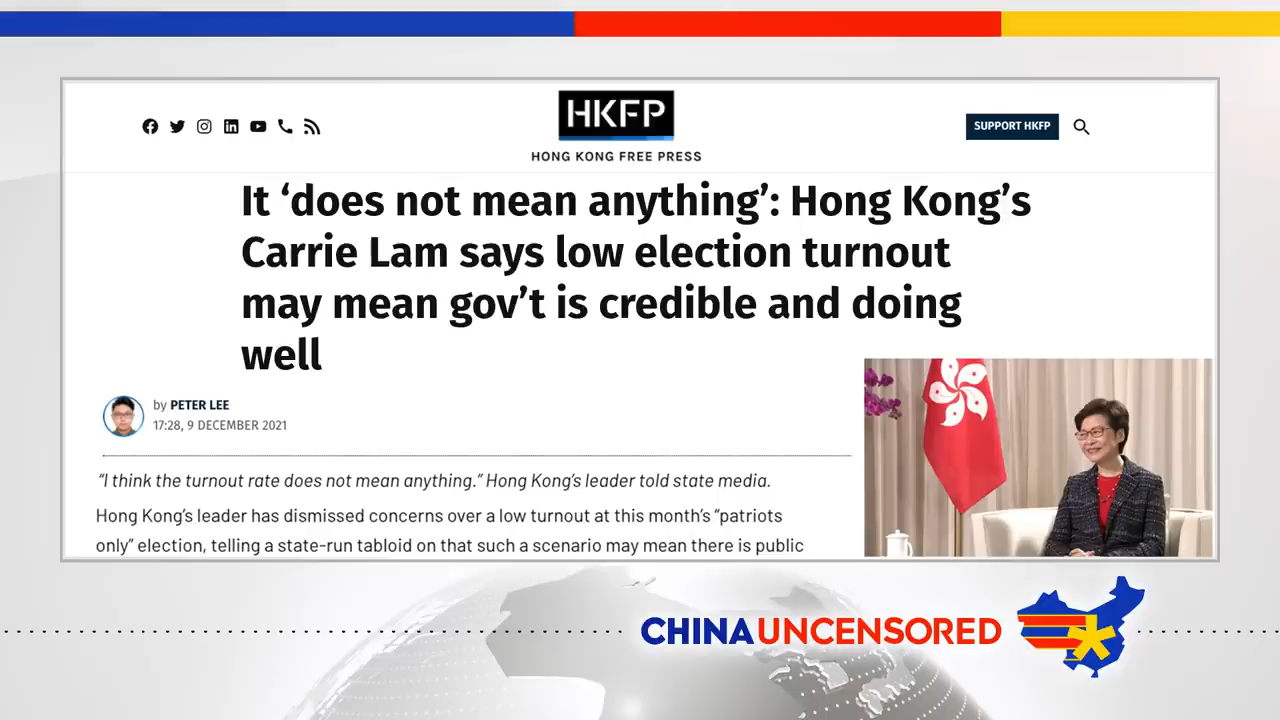 HKFP
HONG KONG FREE PRESS
SUPPORT HKFP
It ‘does not mean anything’: Hong Kong’s
Carrie Lam says low election turnout
may mean gov’t is credible and doing
well
by PETER LEE
17:28, 9 DECEMBER 2021
“I think the turnout rate does not mean anything.” Hong Kong’s leader told state media.
Hong Kong’s leader has dismissed concerns over a low turnout at this month’s “patriots
only” election, telling a state-run tabloid on that such a scenario may mean there is public
CHINA UNCENSORED